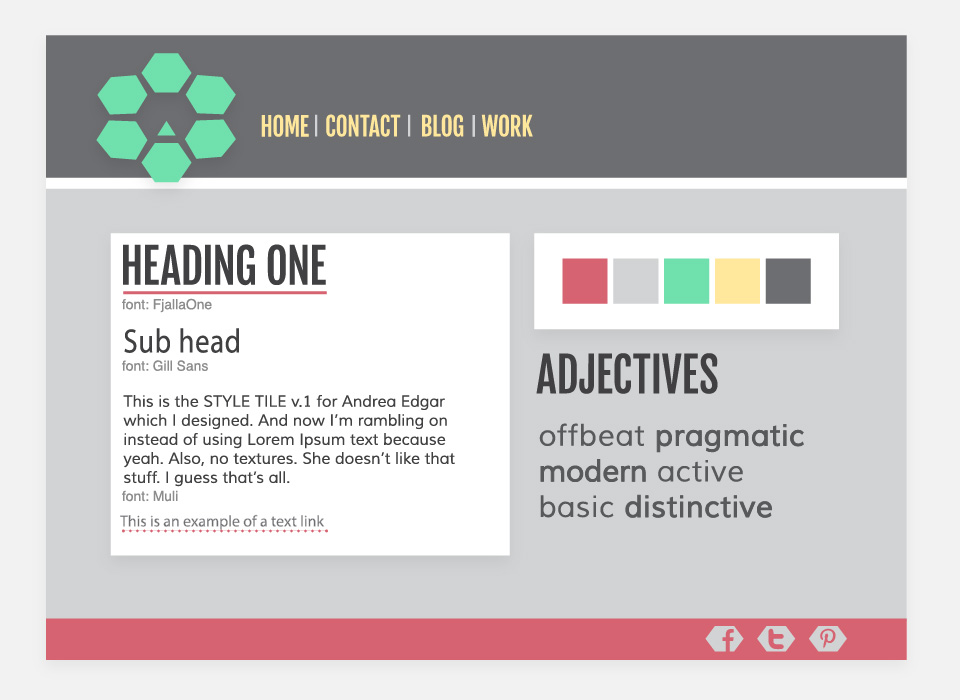 HOME | CONTACT | BLOG | WORK
HEADING ONE
font: FjallaOne
Sub head
font: Gill Sans
This is the STYLE TILE v.1 for Andrea Edgar
which I designed. And now I'm rambling on
instead of using Lorem Ipsum text because
yeah. Also, no textures. She doesn't like that
stuff. I guess that's all.
font: Muli
This is an example of a text link
ADJECTIVES
offbeat pragmatic
modern active
basic distinctive